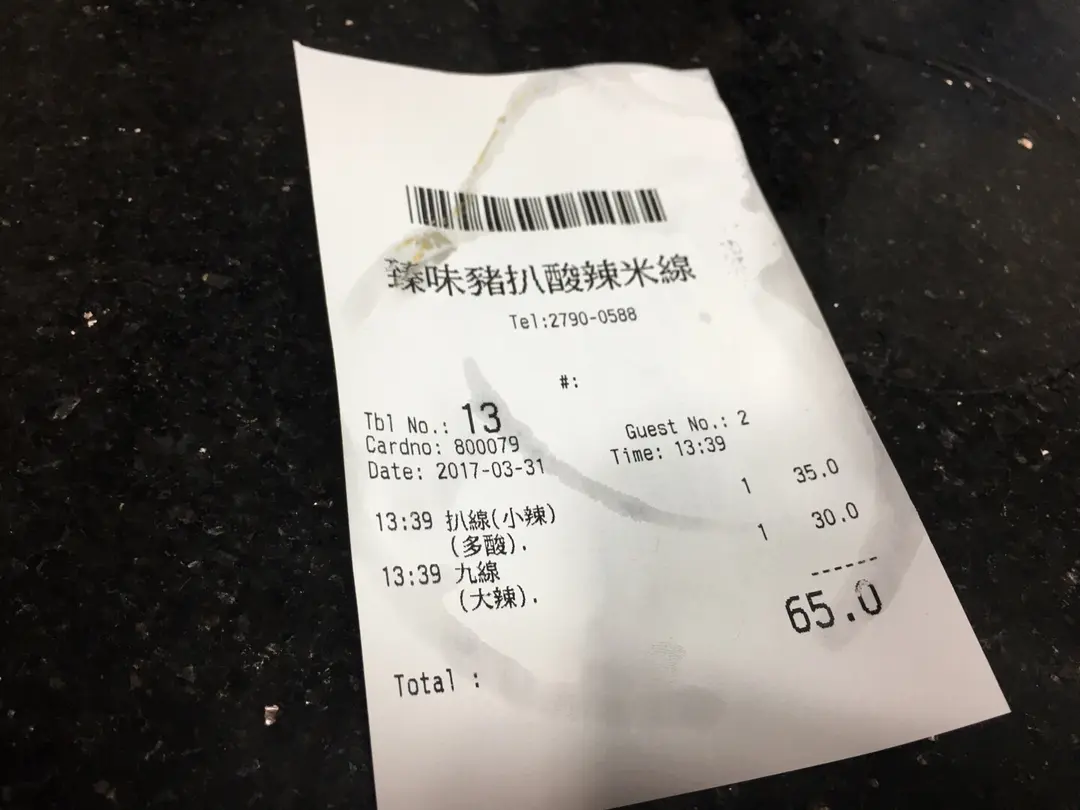 臻味豬扒酸辣米線
Tel:2790-0588
#:
Tbl No.: 13 Guest No.: 2
Cardno: 800079 Time: 13:39
Date: 2017-03-31
13:39 扒線(小辣) 1 35.0
(多酸).
13:39 九線 1 30.0
(大辣).
------
Total : 65.0